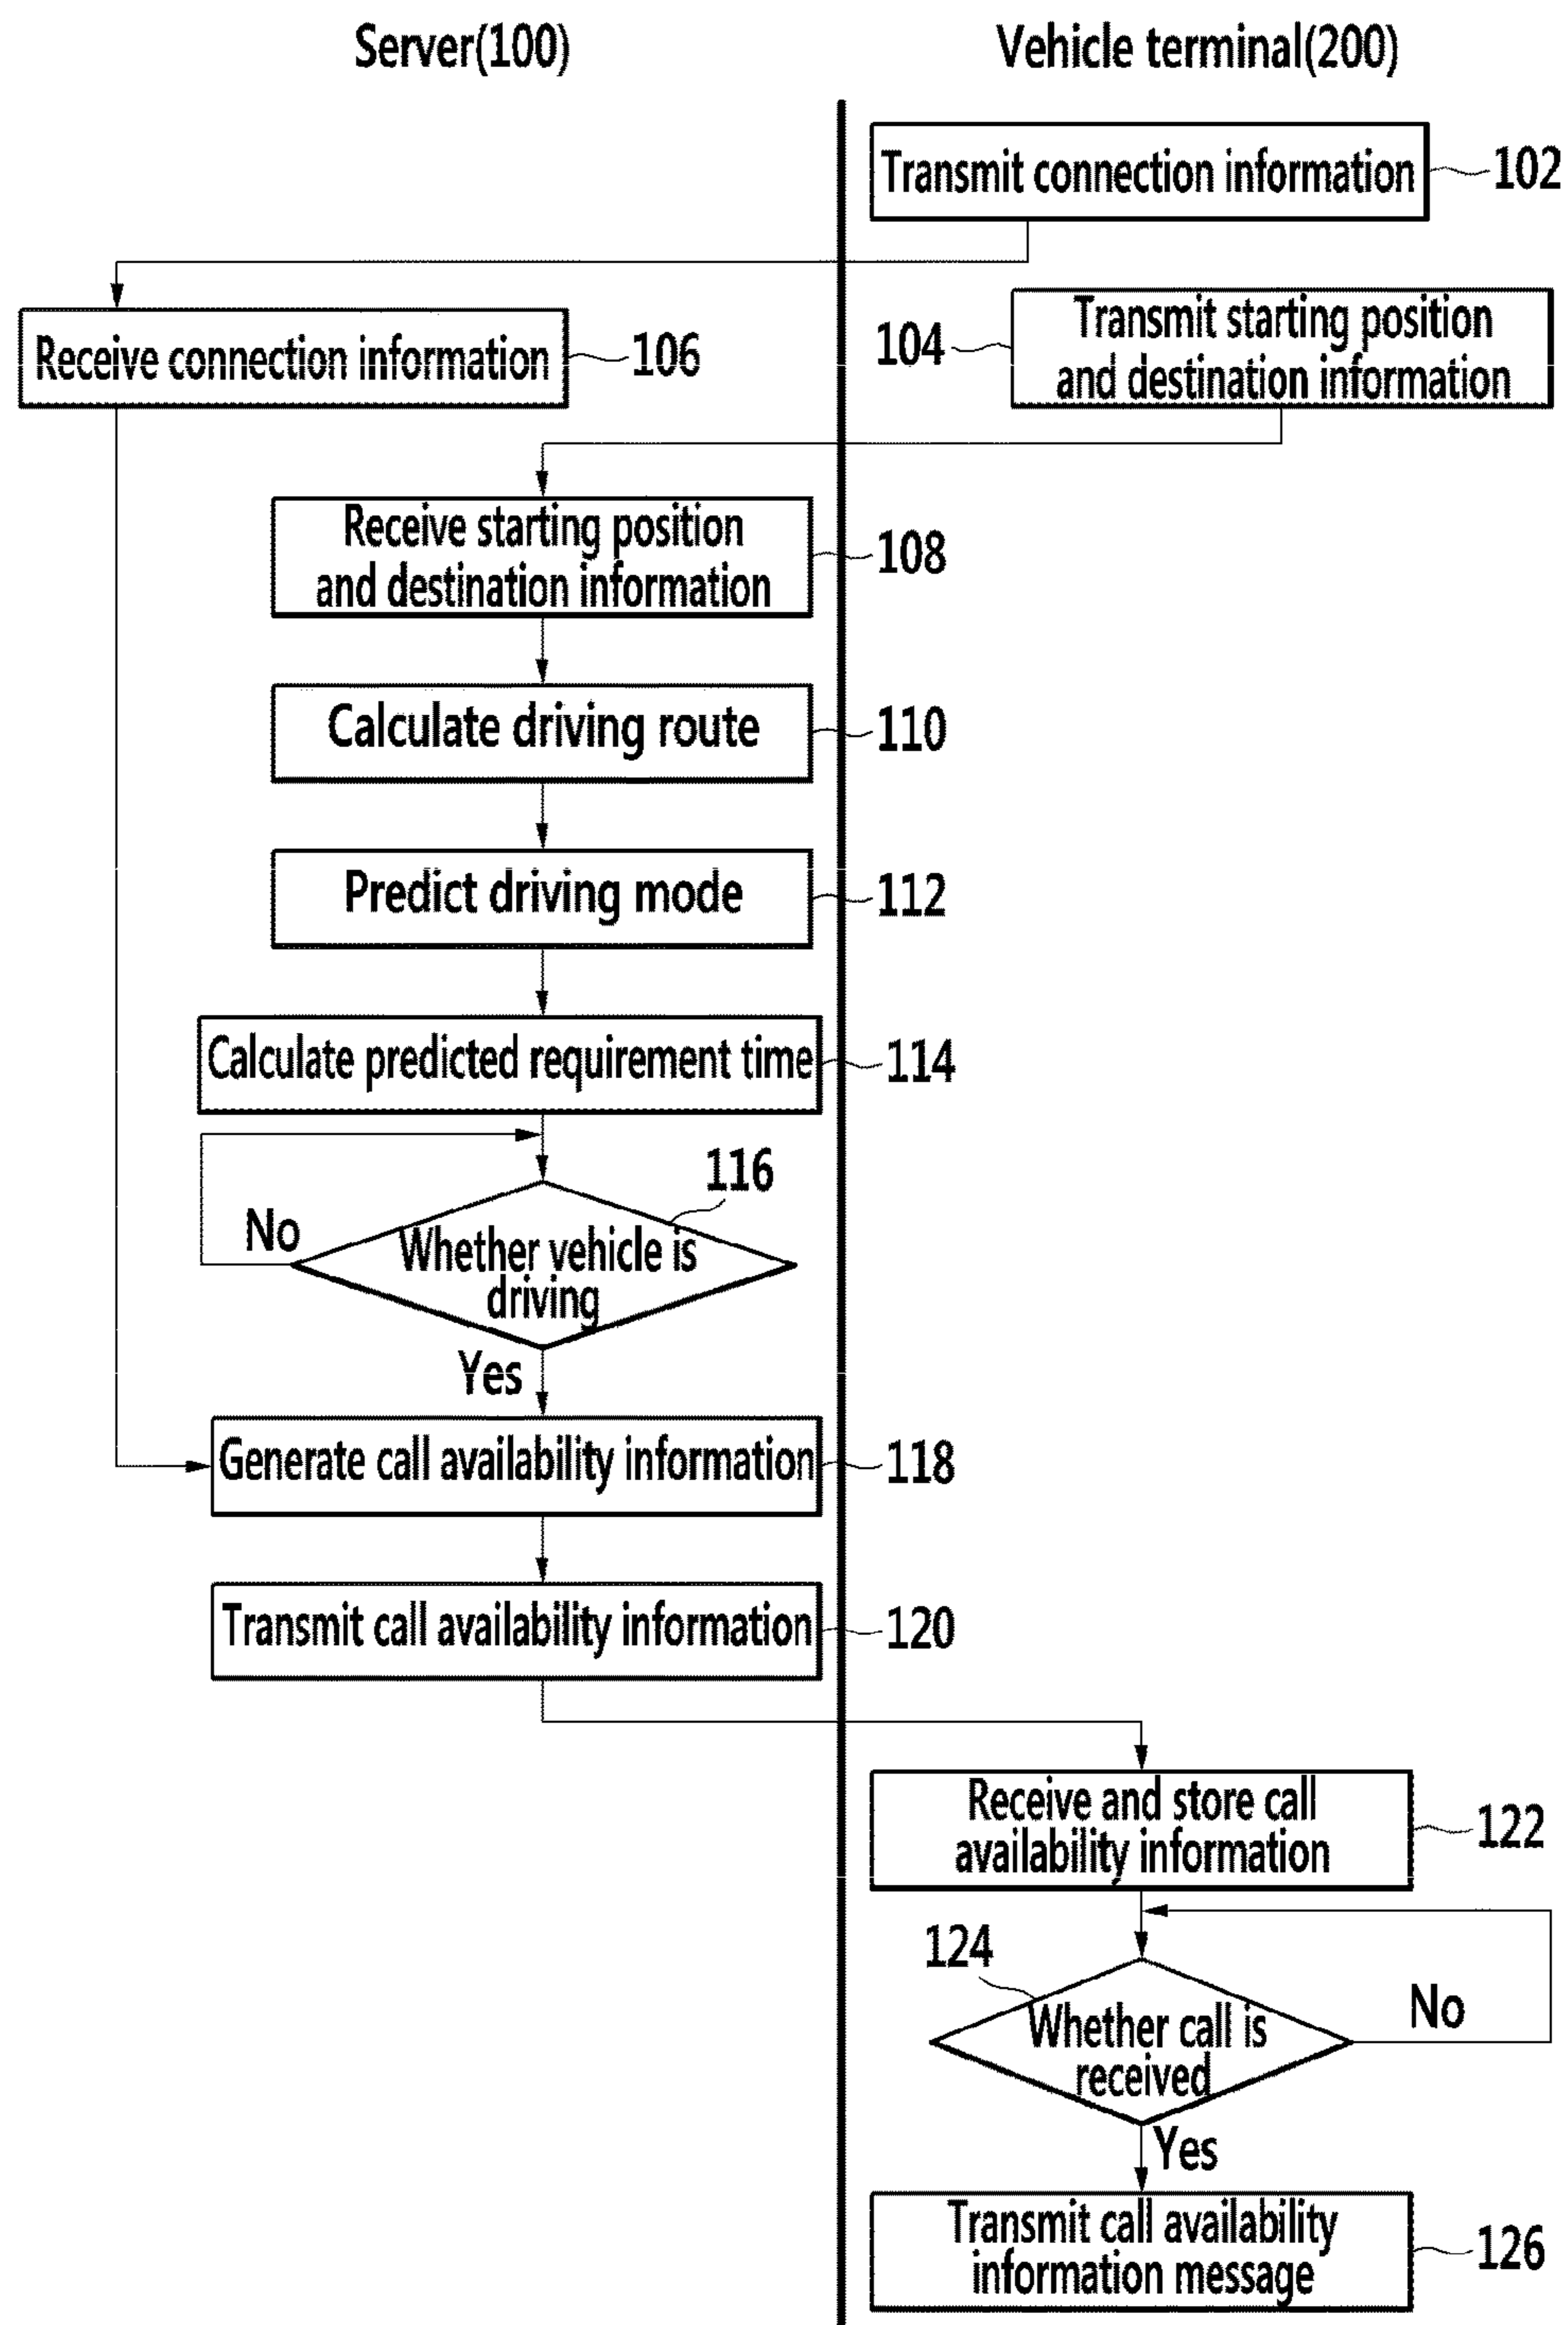 Server(100)
Vehicle terminal(200)
Transmit connection information
102
Receive connection information
106
104
Transmit starting position
and destination information
Receive starting position
and destination information
108
Calculate driving route
110
Predict driving mode
112
Calculate predicted requirement time
114
116
No
Whether vehicle is
driving
Yes
Generate call availability information
118
Transmit call availability information
120
Receive and store call
availability information
122
124
Whether call is
received
No
Yes
Transmit call availability
information message
126